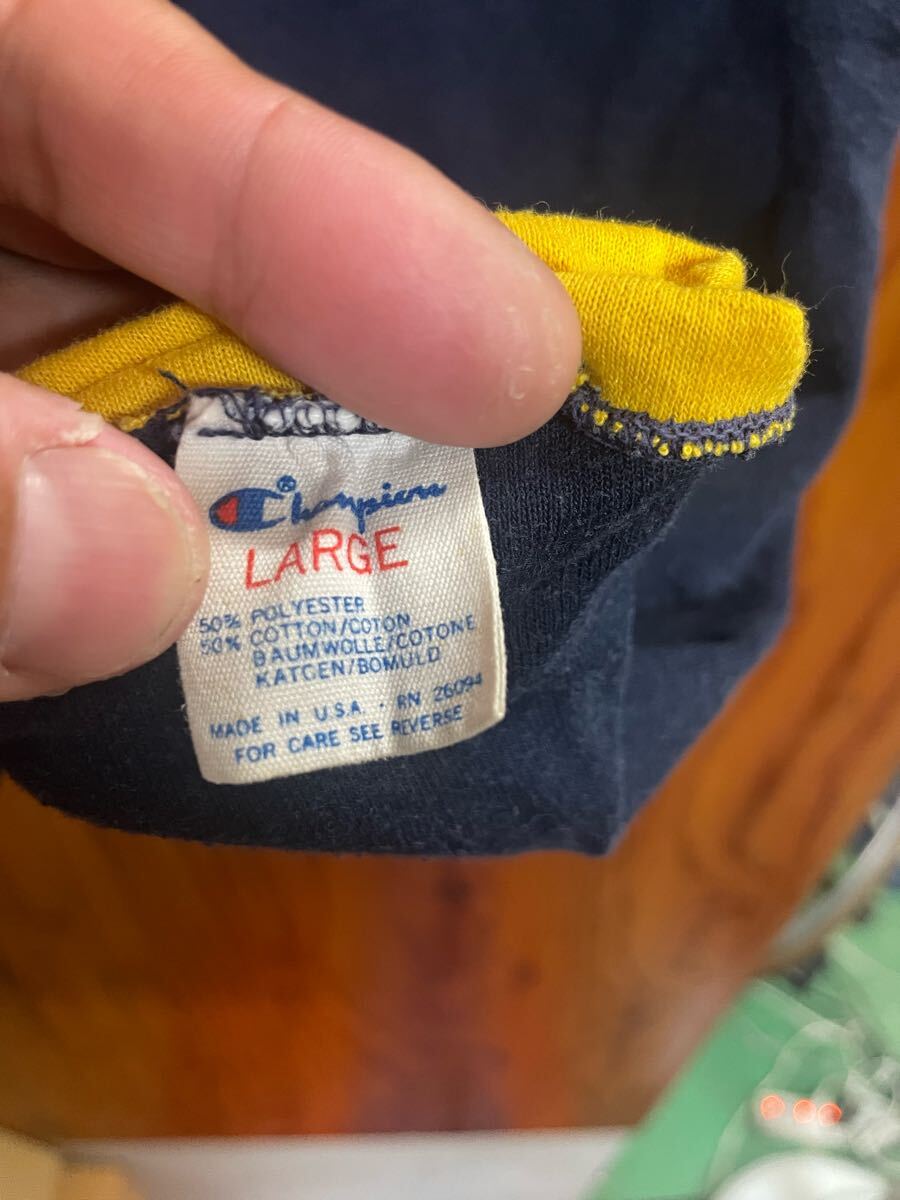 Champion®
LARGE
50% POLYESTER
50% COTTON/COTON
BAUMWOLLE/COTONE
KATOEN/BOMULD
MADE IN U.S.A. · RN 26094
FOR CARE SEE REVERSE